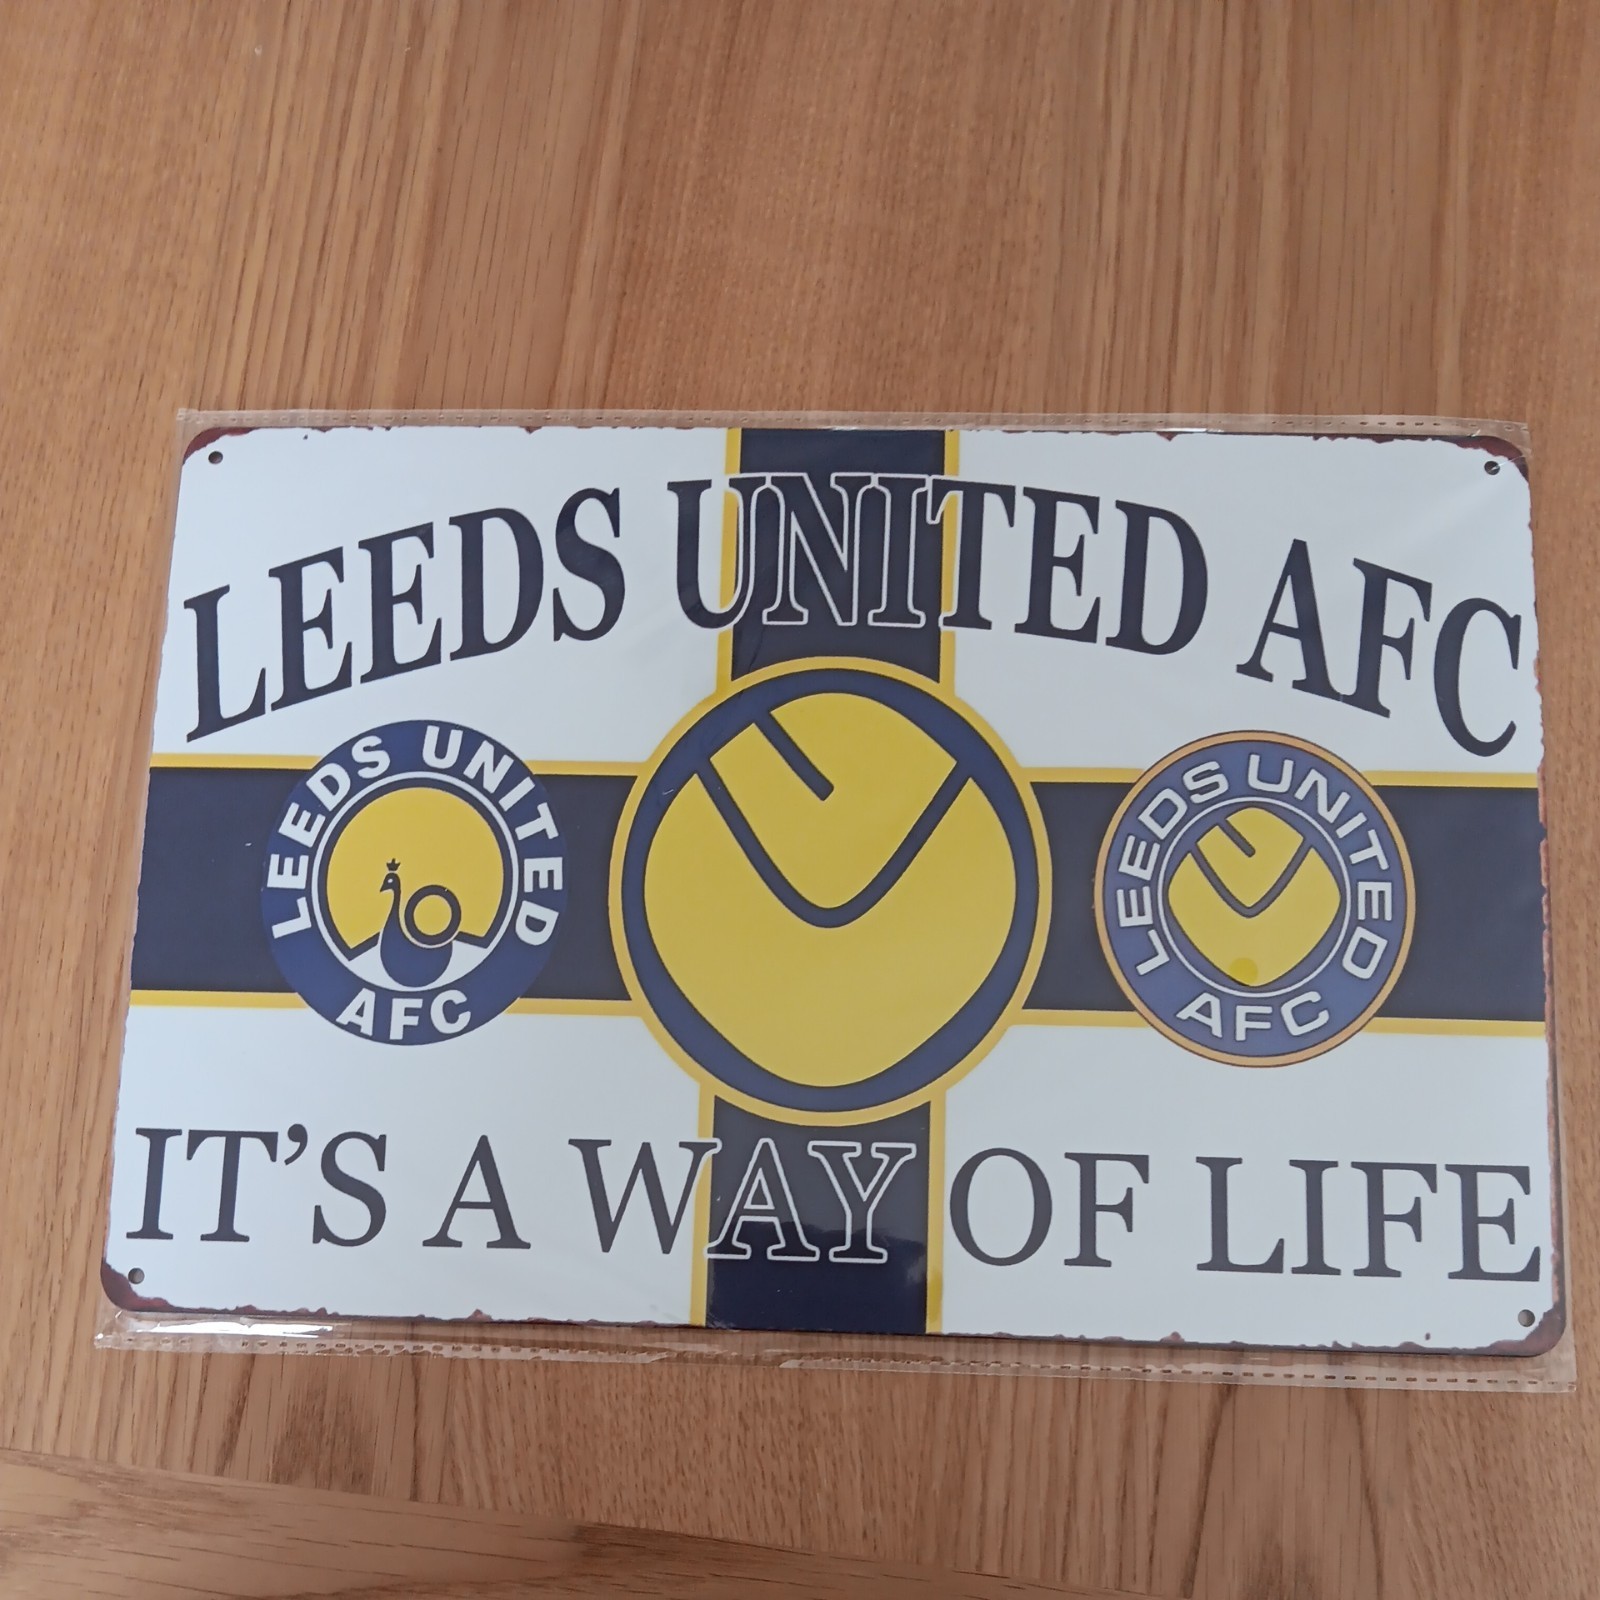 LEEDS UNITED AFC
LEEDS UNITED
AFC
LEEDS UNITED
AFC
IT'S A WAY OF LIFE